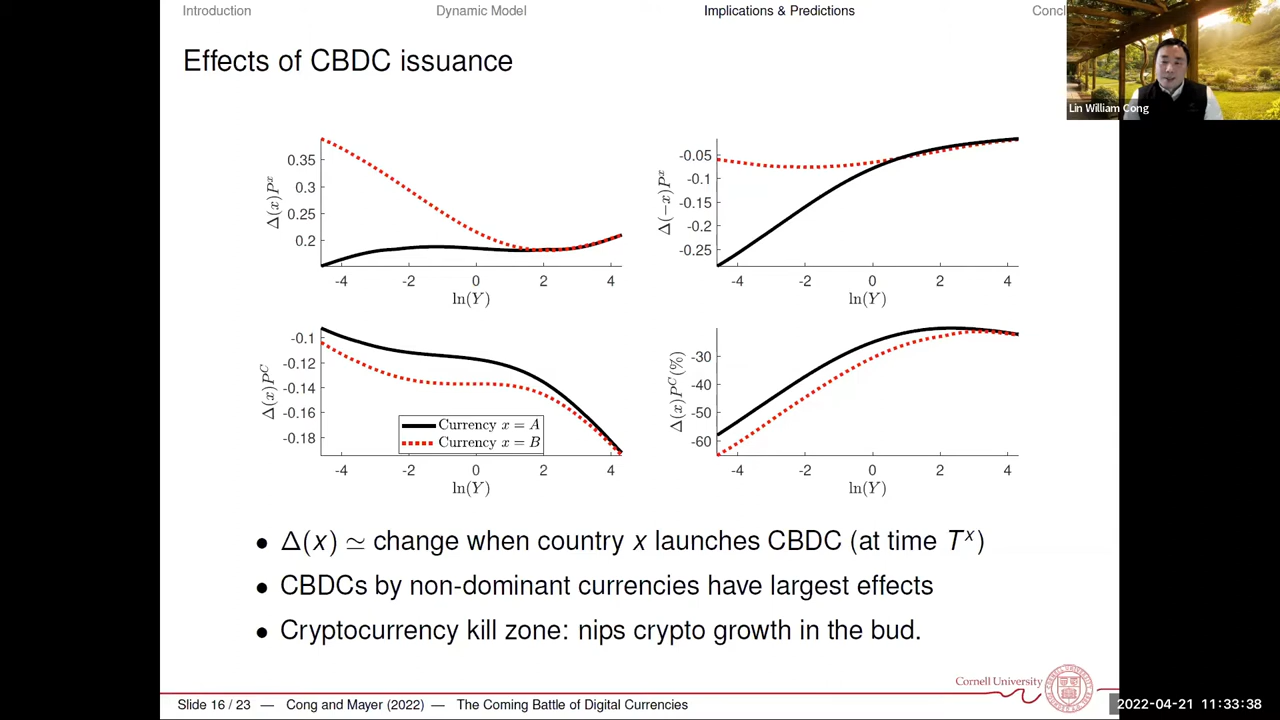 Introduction Dynamic Model Implications & Predictions Concl
Lin William Cong
Effects of CBDC issuance
Δ(x)P^x
0.35
0.3
0.25
0.2
-4 -2 0 2 4
ln(Y)
Δ(−x)P^x
-0.05
-0.1
-0.15
-0.2
-0.25
-4 -2 0 2 4
ln(Y)
Δ(x)P^C
-0.1
-0.12
-0.14
-0.16
-0.18
Currency x = A
Currency x = B
-4 -2 0 2 4
ln(Y)
Δ(x)P^C(%)
-30
-40
-50
-60
-4 -2 0 2 4
ln(Y)
• Δ(x) ≃ change when country x launches CBDC (at time T^x)
• CBDCs by non-dominant currencies have largest effects
• Cryptocurrency kill zone: nips crypto growth in the bud.
Cornell University
Slide 16 / 23 — Cong and Mayer (2022) — The Coming Battle of Digital Currencies
2022-04-21 11:33:38